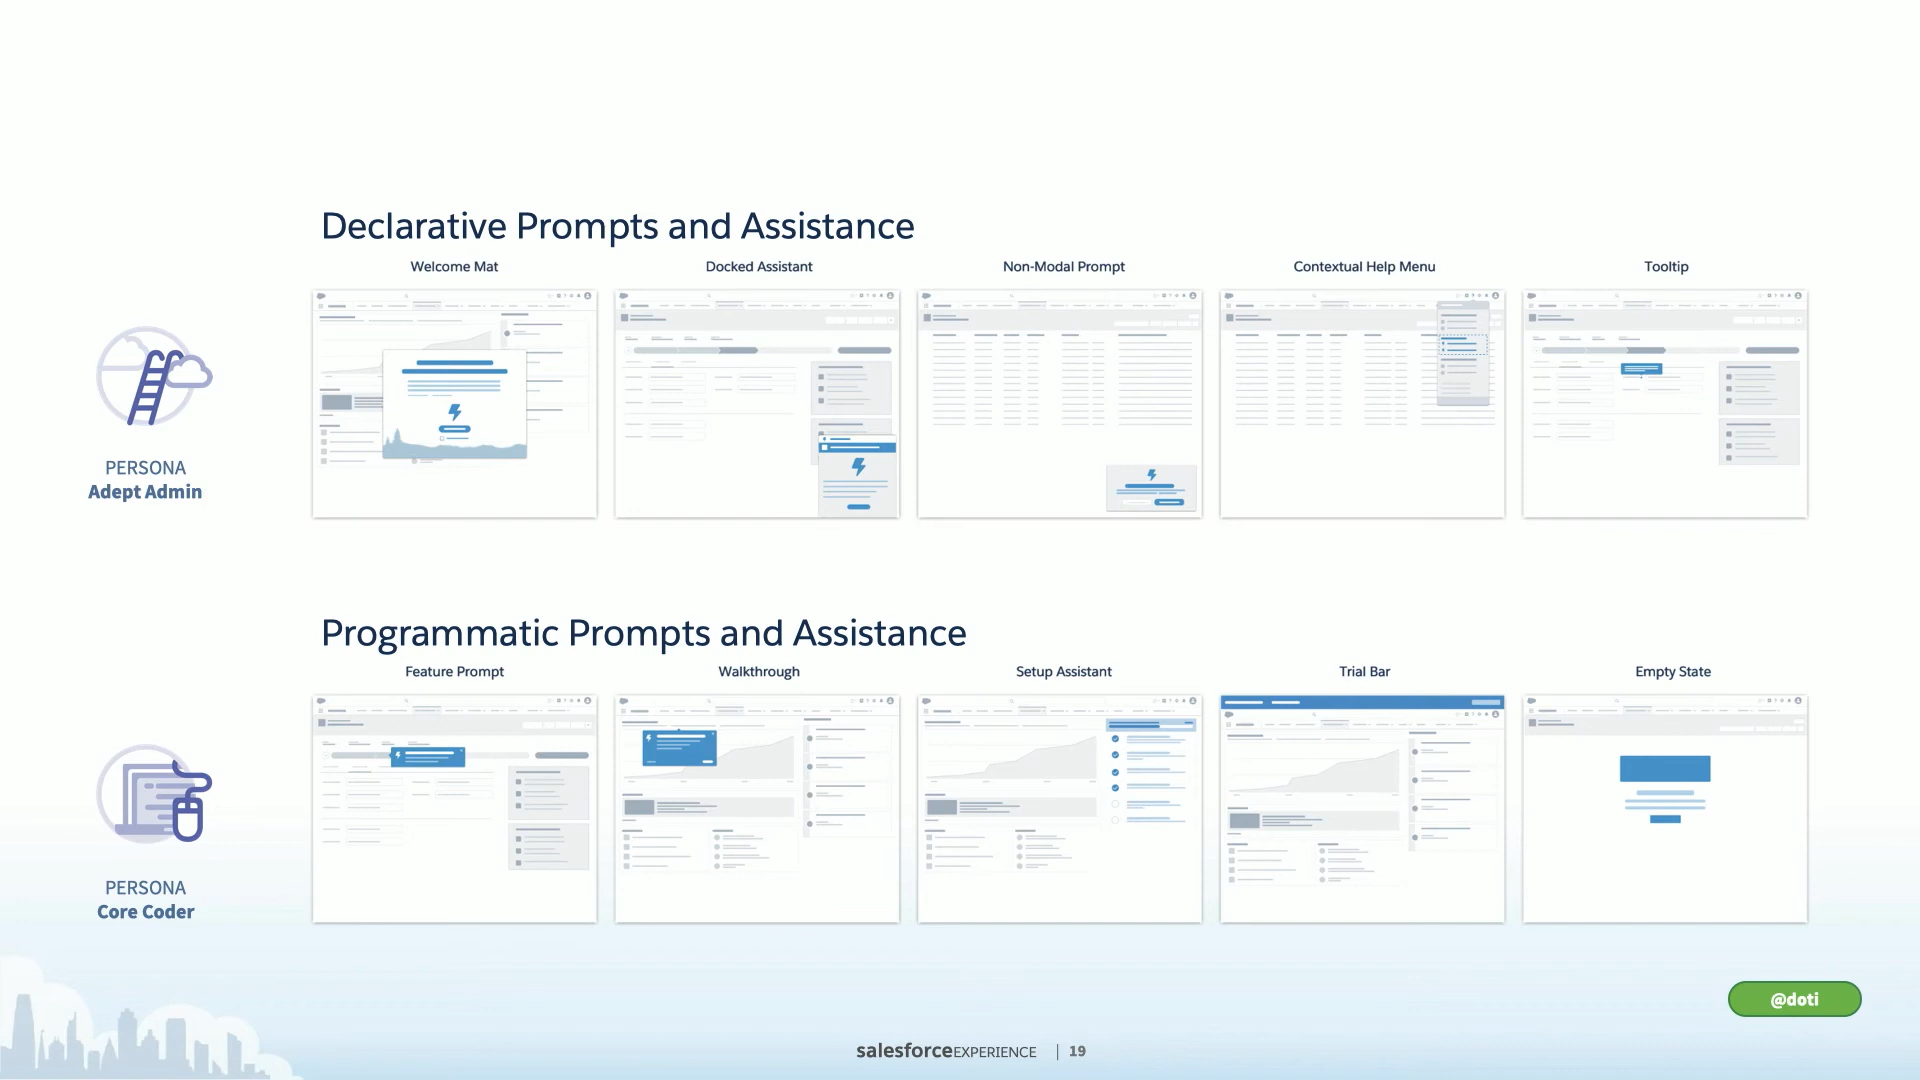 Declarative Prompts and Assistance
Welcome Mat
Docked Assistant
Non-Modal Prompt
Contextual Help Menu
Tooltip
PERSONA
Adept Admin
Programmatic Prompts and Assistance
Feature Prompt
Walkthrough
Setup Assistant
Trial Bar
Empty State
PERSONA
Core Coder
@doti
salesforceEXPERIENCE | 19